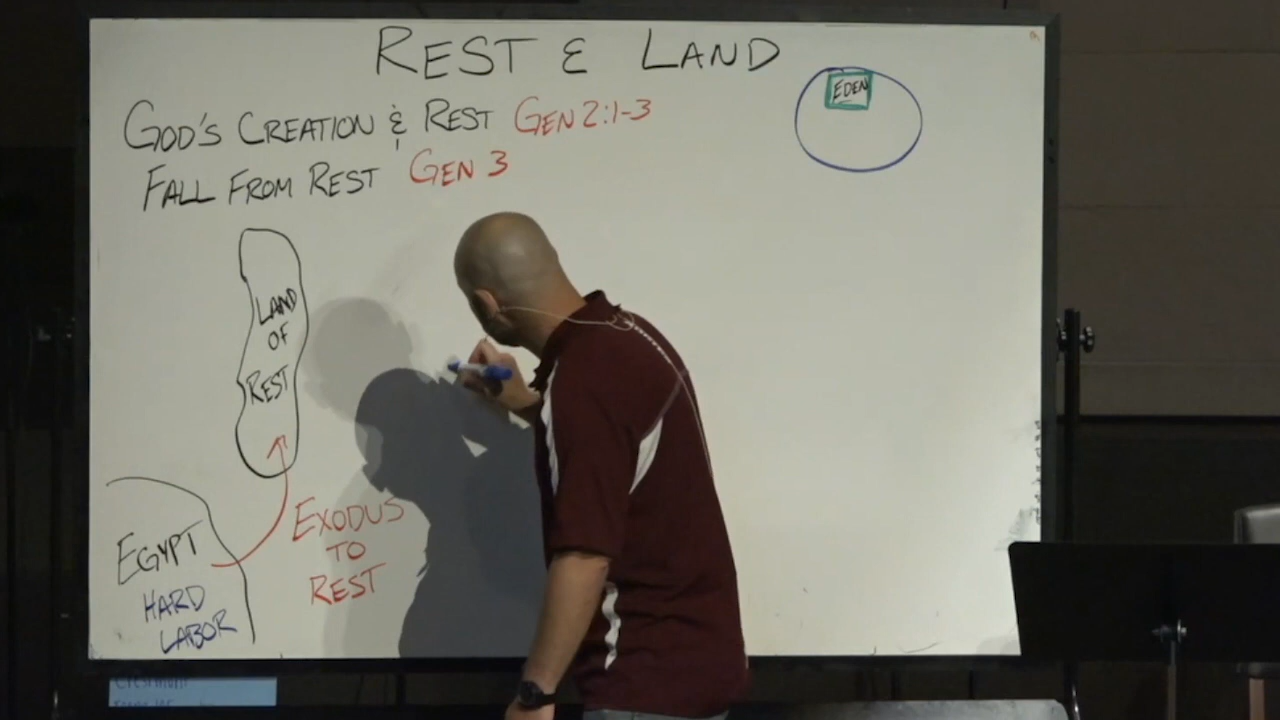 REST & LAND
EDEN
GOD'S CREATION & REST GEN 2:1-3
FALL FROM REST GEN 3
LAND
OF
REST
EXODUS
TO
REST
EGYPT
HARD
LABOR